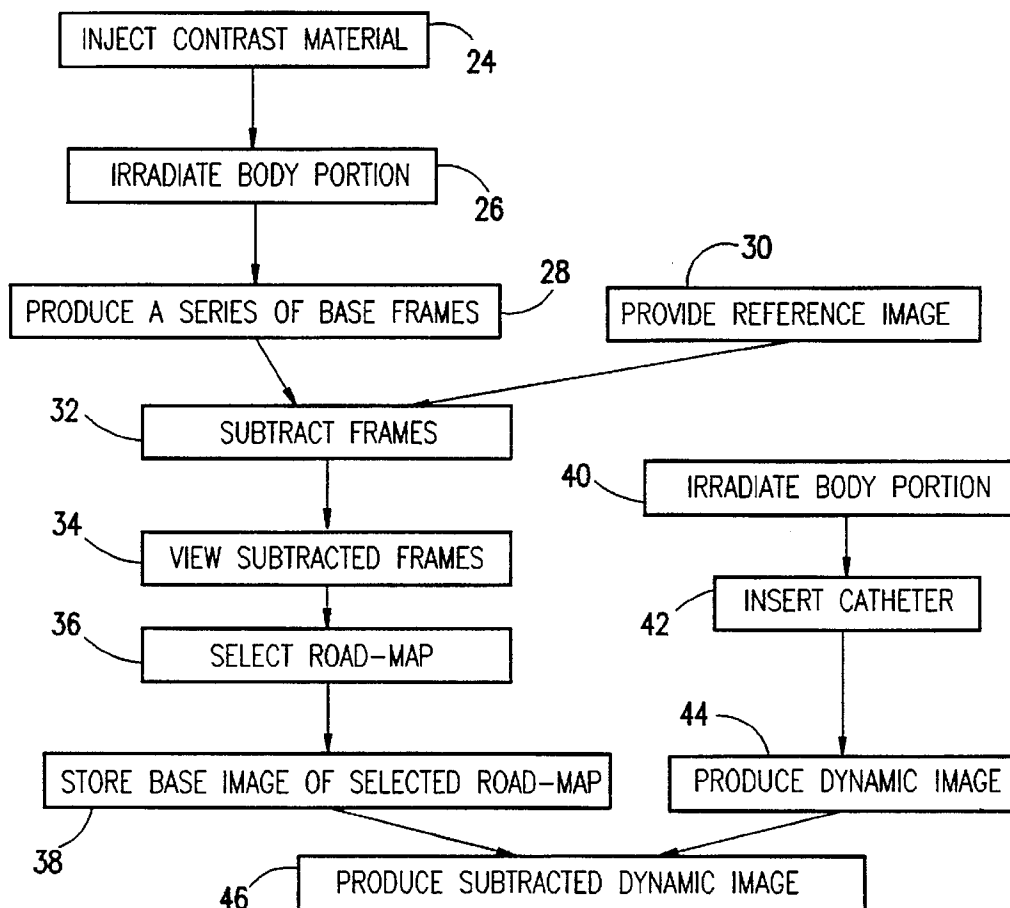 INJECT CONTRAST MATERIAL
24
IRRADIATE BODY PORTION
26
30
28
PRODUCE A SERIES OF BASE FRAMES
PROVIDE REFERENCE IMAGE
32
SUBTRACT FRAMES
40
IRRADIATE BODY PORTION
34
VIEW SUBTRACTED FRAMES
42
INSERT CATHETER
36
SELECT ROAD-MAP
44
STORE BASE IMAGE OF SELECTED ROAD-MAP
PRODUCE DYNAMIC IMAGE
38
46
PRODUCE SUBTRACTED DYNAMIC IMAGE